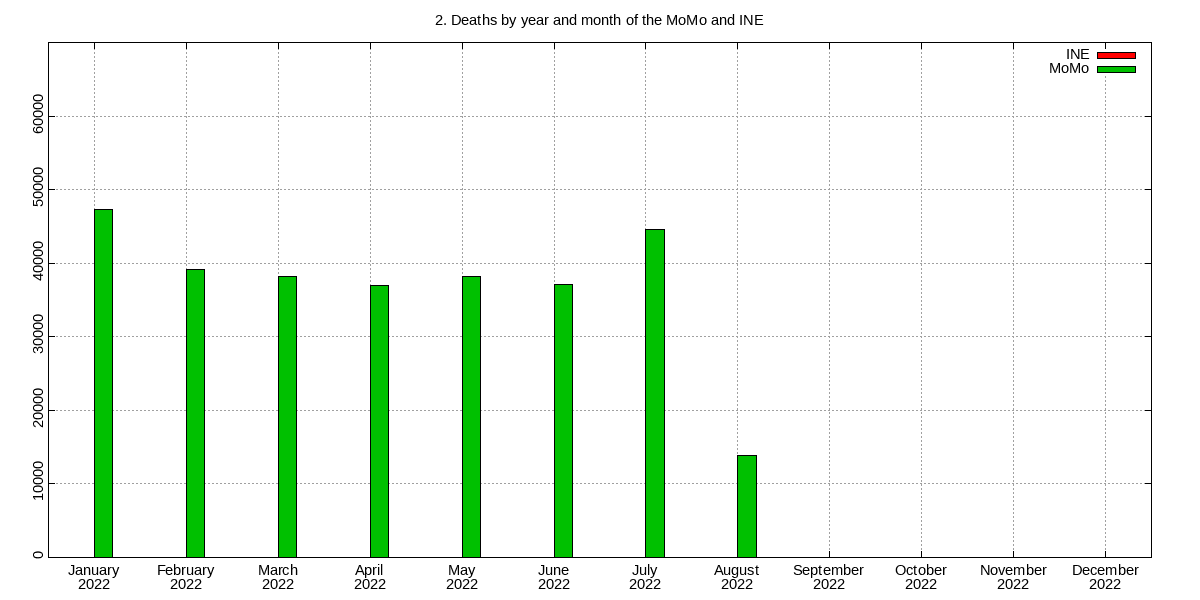 2. Deaths by year and month of the MoMo and INE
INE
MoMo
60000
50000
40000
30000
20000
10000
0
January February March April May June July August September October November December
2022 2022 2022 2022 2022 2022 2022 2022 2022 2022 2022 2022